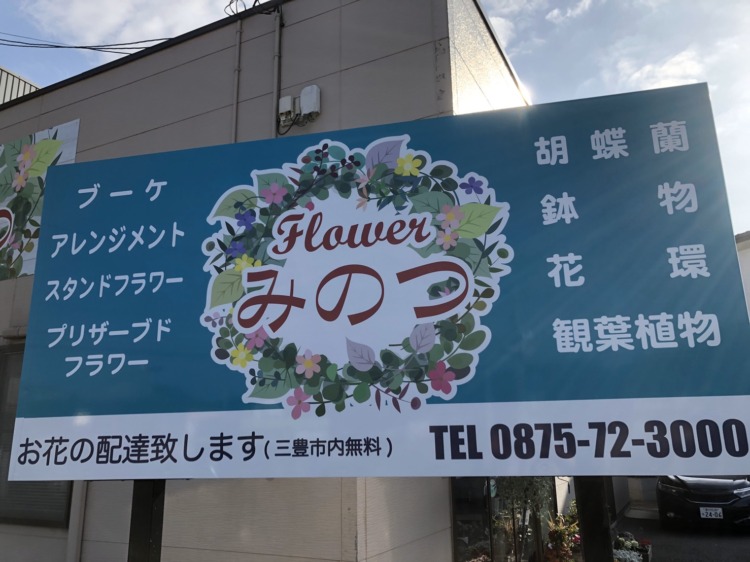 ブーケ
アレンジメント
スタンドフラワー
プリザーブド
フラワー
Flower
みのつ
胡蝶蘭
鉢物
花環
観葉植物
お花の配達致します(三豊市内無料)
TEL 0875-72-3000
24-06